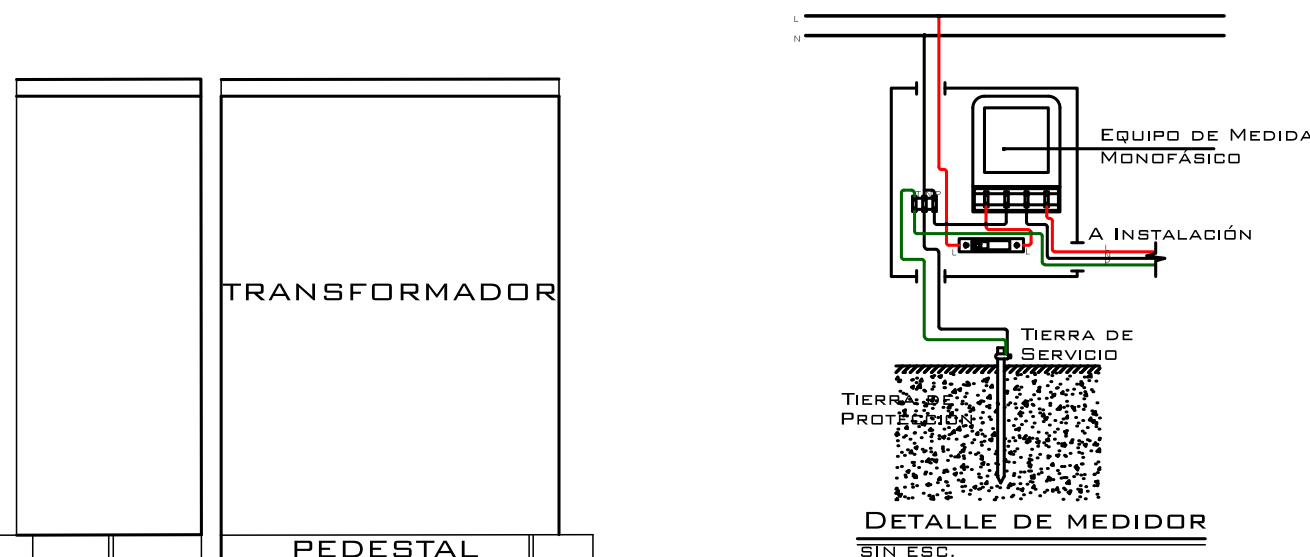 L
N
EQUIPO DE MEDIDA
MONOFÁSICO
A INSTALACIÓN
L
L
TRANSFORMADOR
TIERRA DE
SERVICIO
TIERRA DE
PROTECCIÓN
DETALLE DE MEDIDOR
SIN ESC.
PEDESTAL